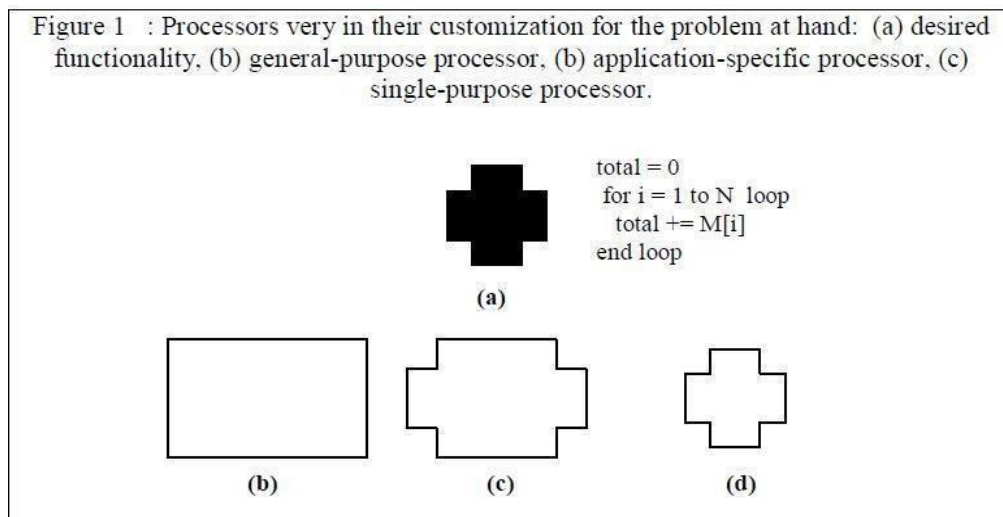 Figure 1 : Processors very in their customization for the problem at hand: (a) desired
functionality, (b) general-purpose processor, (b) application-specific processor, (c)
single-purpose processor.
total = 0
for i = 1 to N loop
total += M[i]
end loop
(a)
(b) (c) (d)